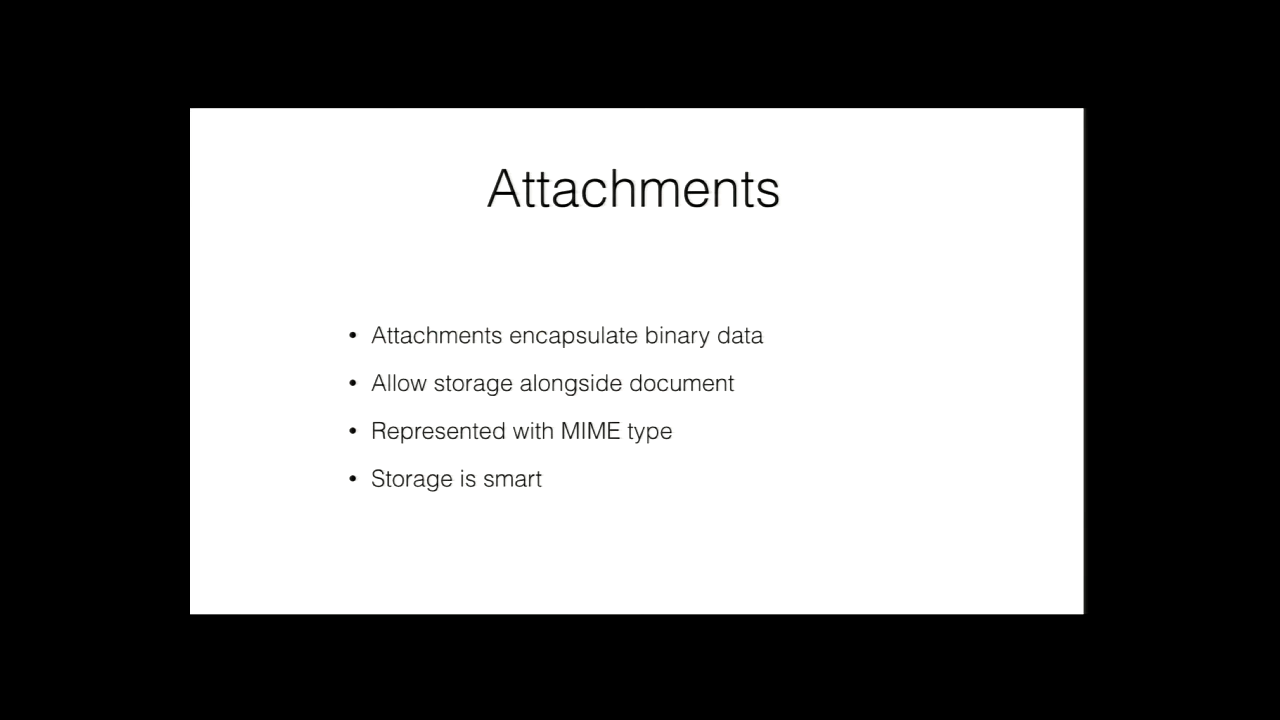 Attachments
• Attachments encapsulate binary data
• Allow storage alongside document
• Represented with MIME type
• Storage is smart